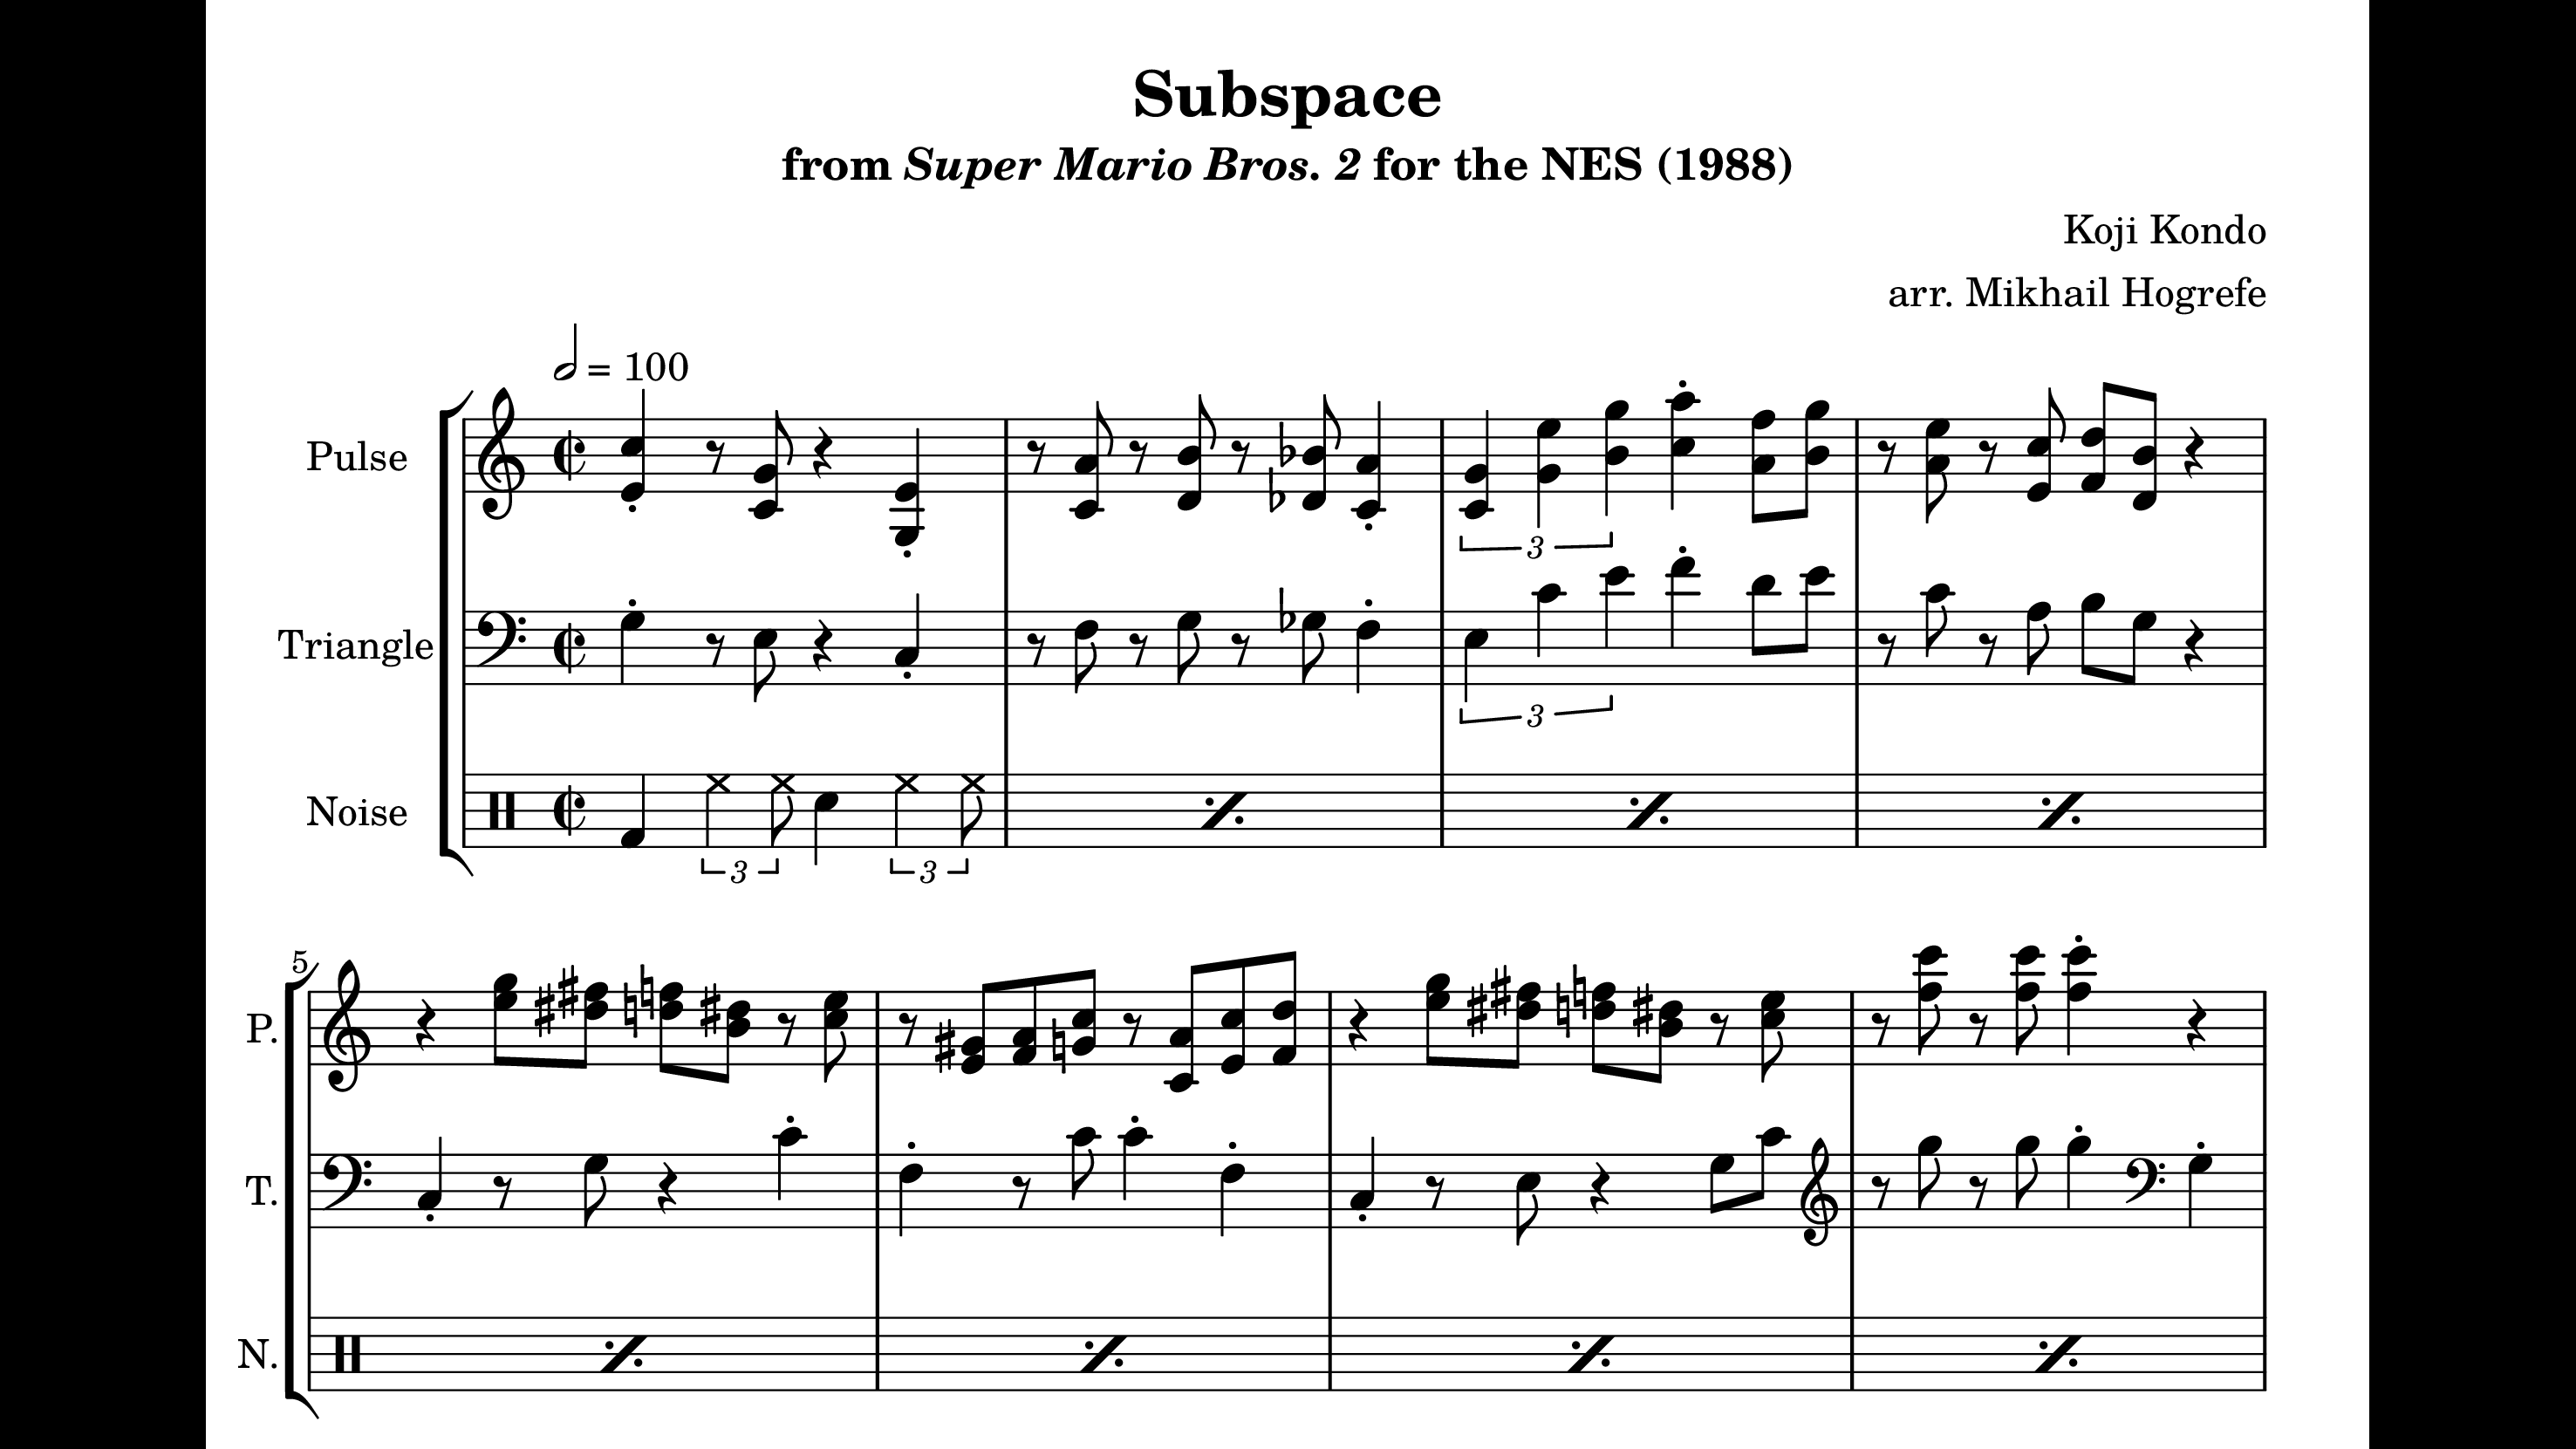 Subspace
from Super Mario Bros. 2 for the NES (1988)
Koji Kondo
arr. Mikhail Hogrefe
= 100
Pulse
3
Triangle
3
Noise
3 3
5
P.
T.
N.